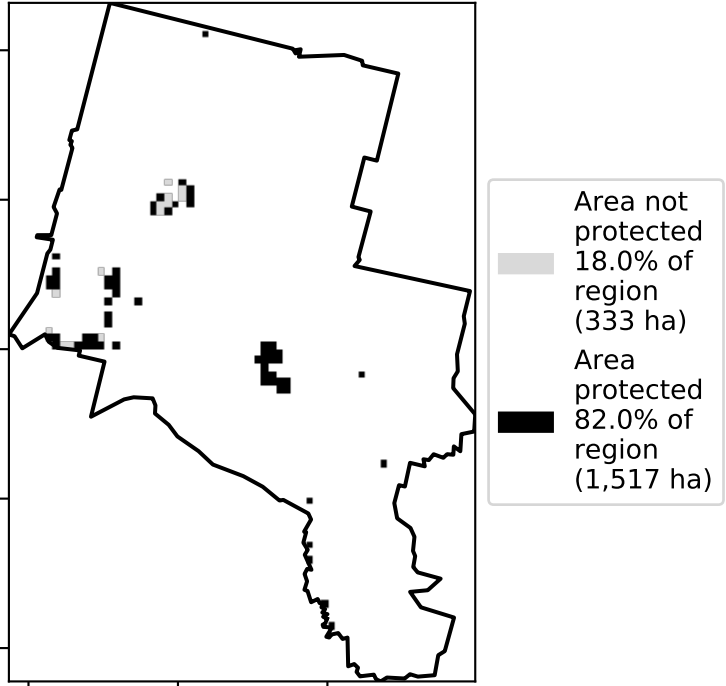 Area not
protected
18.0% of
region
(333 ha)
Area
protected
82.0% of
region
(1,517 ha)